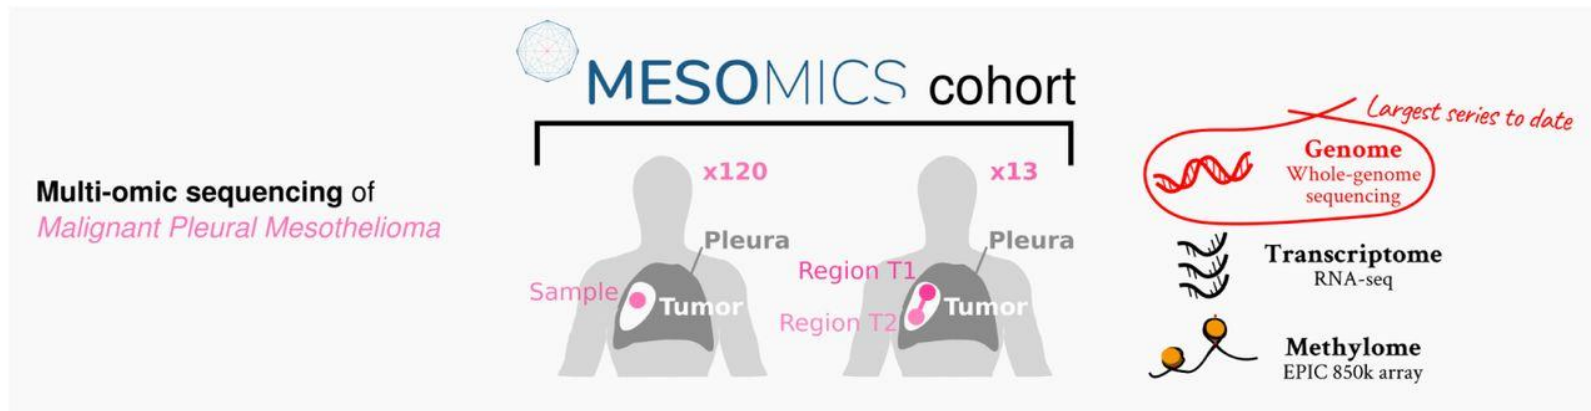 MESOMICS cohort
Multi-omic sequencing of
Malignant Pleural Mesothelioma
x120
Pleura
Sample
Tumor
x13
Pleura
Region T1
Tumor
Region T2
Largest series to date
Genome
Whole-genome
sequencing
Transcriptome
RNA-seq
Methylome
EPIC 850k array